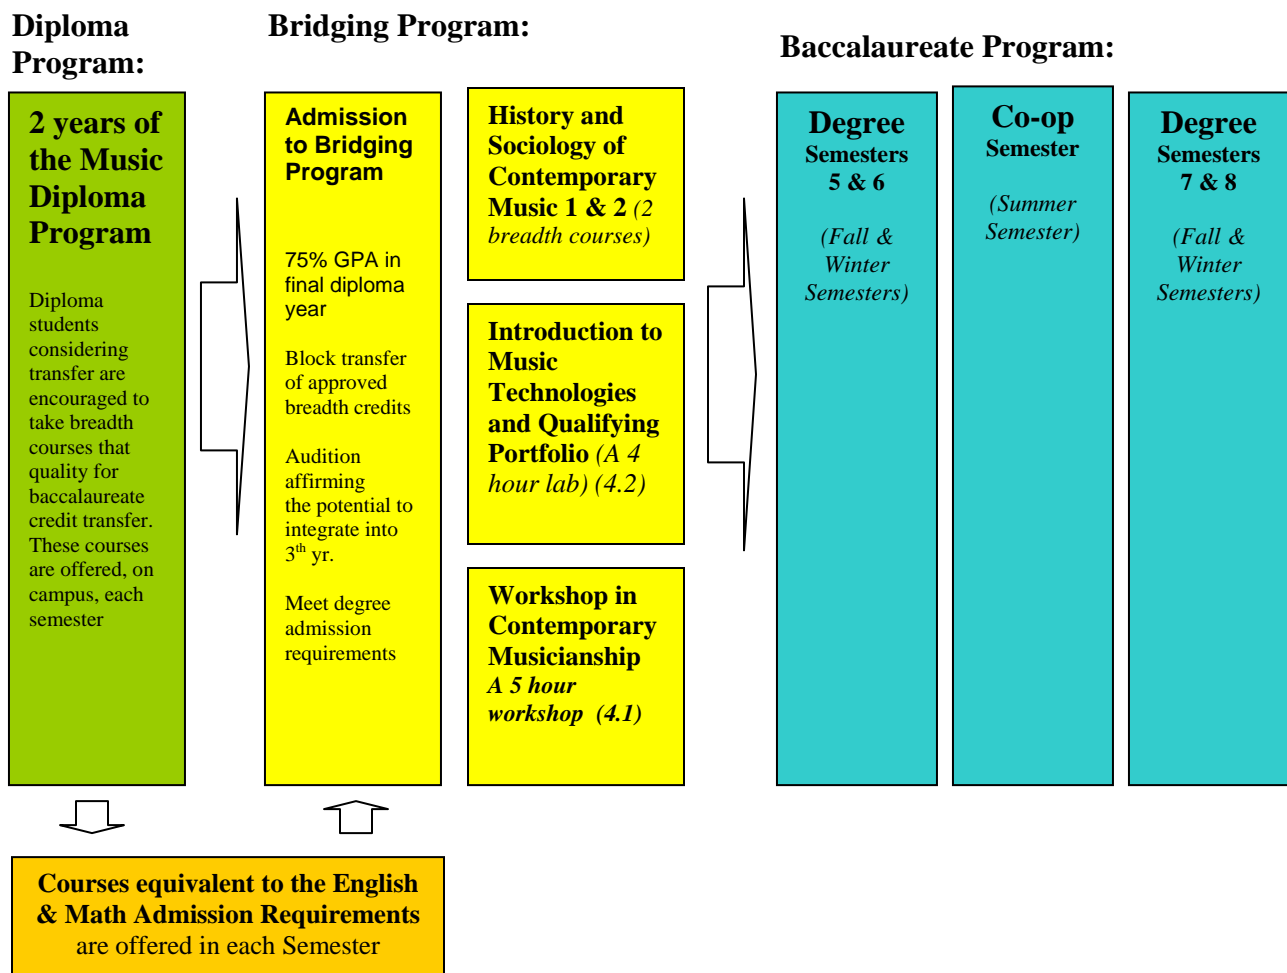 Diploma
Program:
Bridging Program:
Baccalaureate Program:
2 years of
the Music
Diploma
Program
Diploma
students
considering
transfer are
encouraged to
take breadth
courses that
quality for
baccalaureate
credit transfer.
These courses
are offered, on
campus, each
semester
Admission
to Bridging
Program
75% GPA in
final diploma
year
Block transfer
of approved
breadth credits
Audition
affirming
the potential to
integrate into
3th yr.
Meet degree
admission
requirements
History and
Sociology of
Contemporary
Music 1 & 2 (2
breadth courses)
Introduction to
Music
Technologies
and Qualifying
Portfolio (A 4
hour lab) (4.2)
Workshop in
Contemporary
Musicianship
A 5 hour
workshop (4.1)
Degree
Semesters
5 & 6
(Fall &
Winter
Semesters)
Co-op
Semester
(Summer
Semester)
Degree
Semesters
7 & 8
(Fall &
Winter
Semesters)
Courses equivalent to the English
& Math Admission Requirements
are offered in each Semester